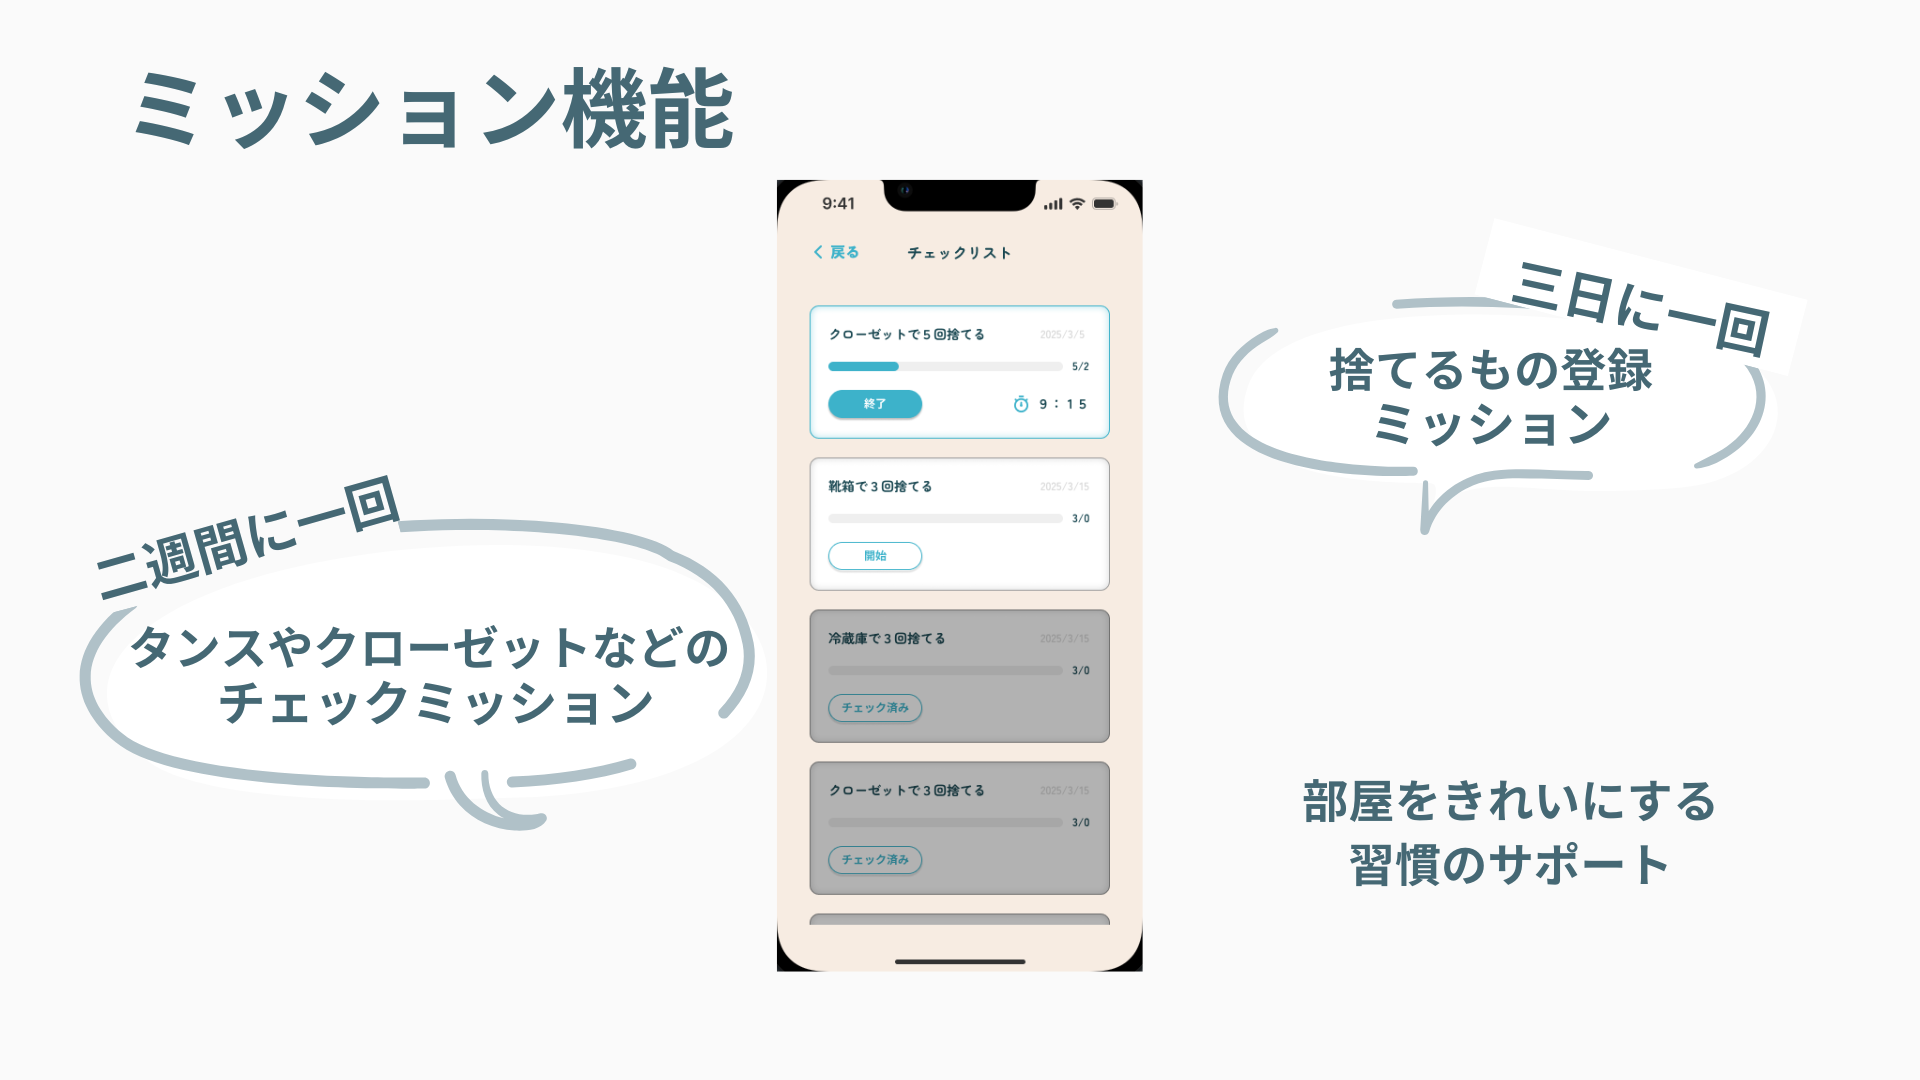 ミッション機能
二週間に一回
タンスやクローゼットなどの
チェックミッション
9:41
戻る
チェックリスト
クローゼットで5回捨てる
2025/3/5
5/2
終了
9:15
靴箱で3回捨てる
2025/3/15
3/0
開始
冷蔵庫で3回捨てる
2025/3/15
3/0
チェック済み
クローゼットで3回捨てる
2025/3/15
3/0
チェック済み
三日に一回
捨てるもの登録
ミッション
部屋をきれいにする
習慣のサポート